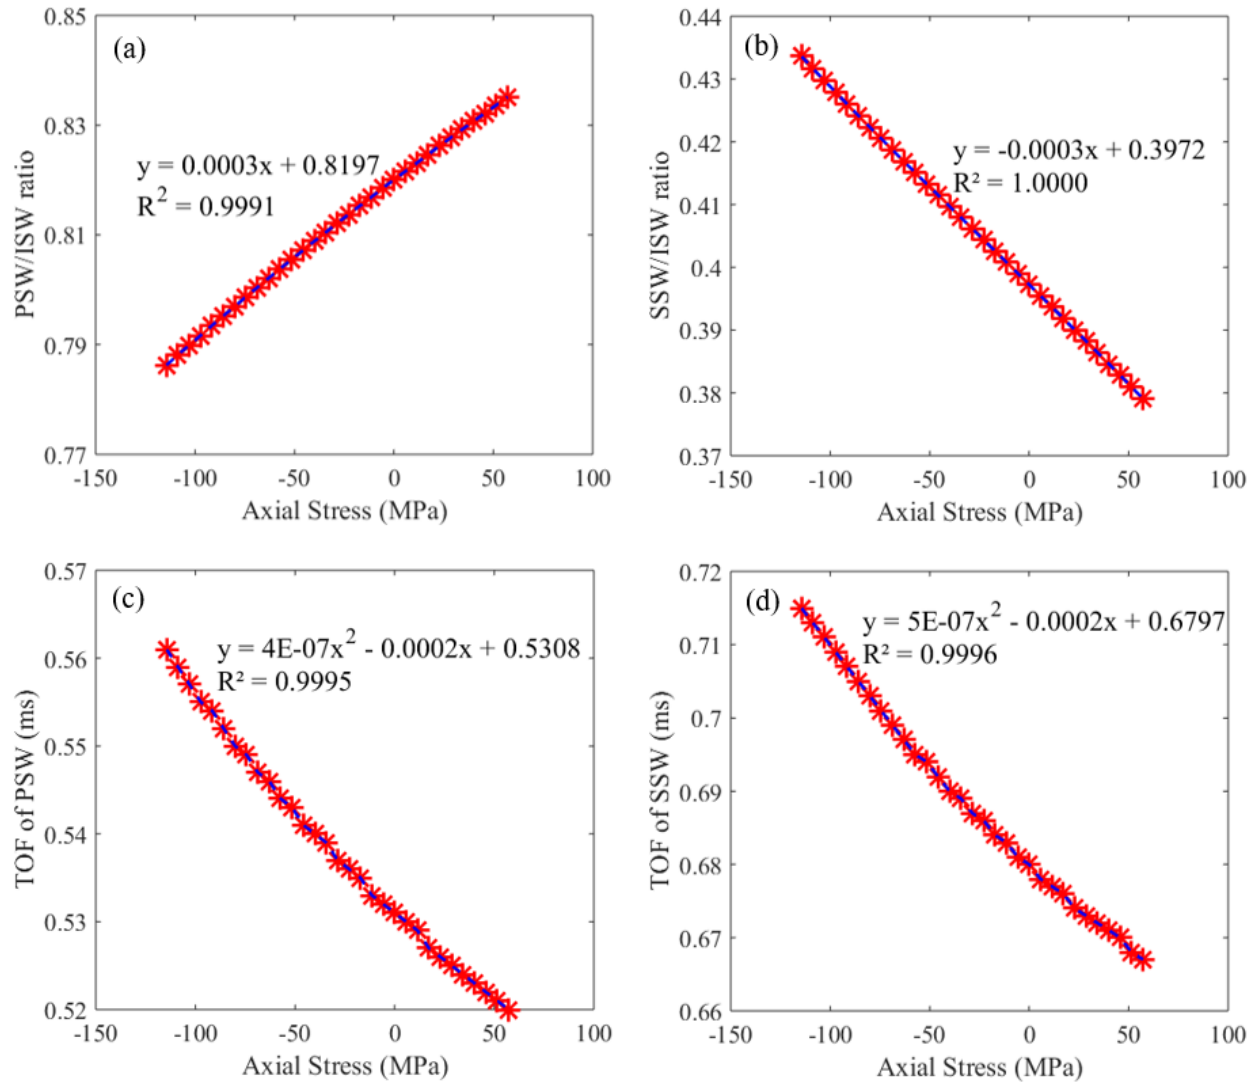 (a)
y = 0.0003x + 0.8197
R² = 0.9991
0.85
0.83
0.81
0.79
0.77
-150
-100
-50
0
50
100
PSW/ISW ratio
Axial Stress (MPa)
(b)
y = -0.0003x + 0.3972
R² = 1.0000
0.44
0.43
0.42
0.41
0.4
0.39
0.38
0.37
-150
-100
-50
0
50
100
SSW/ISW ratio
Axial Stress (MPa)
(c)
y = 4E-07x² - 0.0002x + 0.5308
R² = 0.9995
0.57
0.56
0.55
0.54
0.53
0.52
-150
-100
-50
0
50
100
TOF of PSW (ms)
Axial Stress (MPa)
(d)
y = 5E-07x² - 0.0002x + 0.6797
R² = 0.9996
0.72
0.71
0.7
0.69
0.68
0.67
0.66
-150
-100
-50
0
50
100
TOF of SSW (ms)
Axial Stress (MPa)